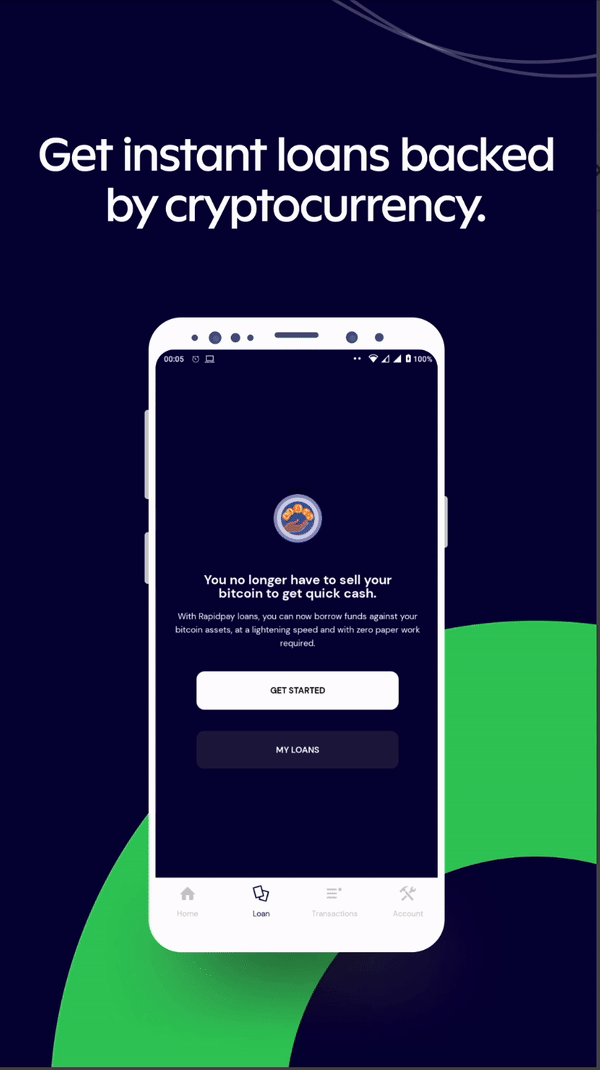 Get instant loans backed
by cryptocurrency.
00:05
100%
You no longer have to sell your
bitcoin to get quick cash.
With Rapidpay loans, you can now borrow funds against your
bitcoin assets, at a lightening speed and with zero paper work
required.
GET STARTED
MY LOANS
Home
Loan
Transactions
Account